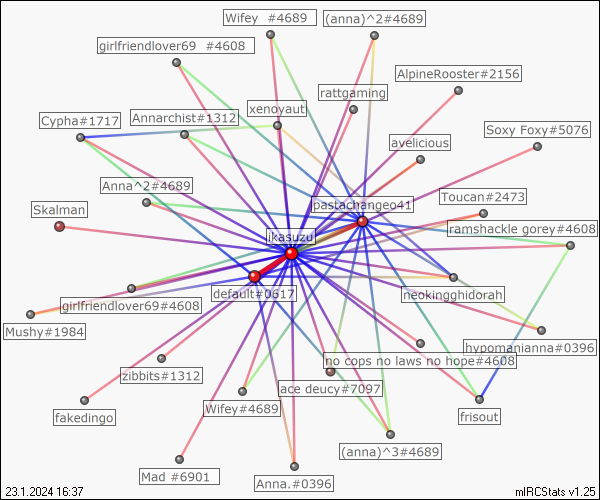 Wifey  #4689
(anna)^2#4689
girlfriendlover69  #4608
AlpineRooster#2156
rattgaming
xenoyaut
Cypha#1717
Annarchist#1312
Soxy Foxy#5076
avelicious
Anna^2#4689
Toucan#2473
pastachangeo41
Skalman
ramshackle gorey#4608
ikasuzu
default#0617
neokingghidorah
girlfriendlover69#4608
Mushy#1984
hypomanianna#0396
no cops no laws no hope#4608
zibbits#1312
ace deucy#7097
Wifey#4689
fakedingo
frisout
(anna)^3#4689
Mad #6901
Anna.#0396
23.1.2024 16:37
mIRCStats v1.25